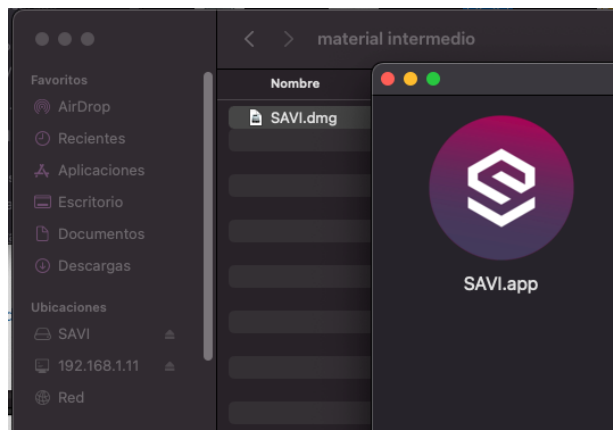 material intermedio
Favoritos
AirDrop
Recientes
Aplicaciones
Escritorio
Documentos
Descargas
Ubicaciones
SAVI
192.168.1.11
Red
Nombre
SAVI.dmg
SAVI.app